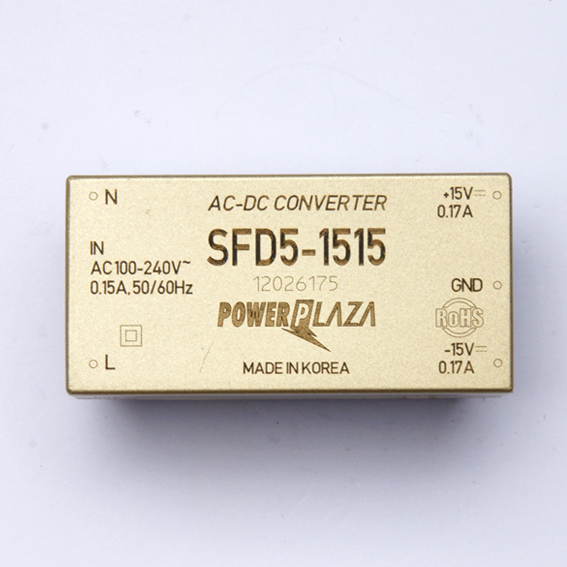 N
AC-DC CONVERTER
+15V⎓
0.17A
IN
AC100-240V~
0.15A,50/60Hz
SFD5-1515
12026175
POWERPLAZA
GND
RoHS
L
MADE IN KOREA
-15V⎓
0.17A